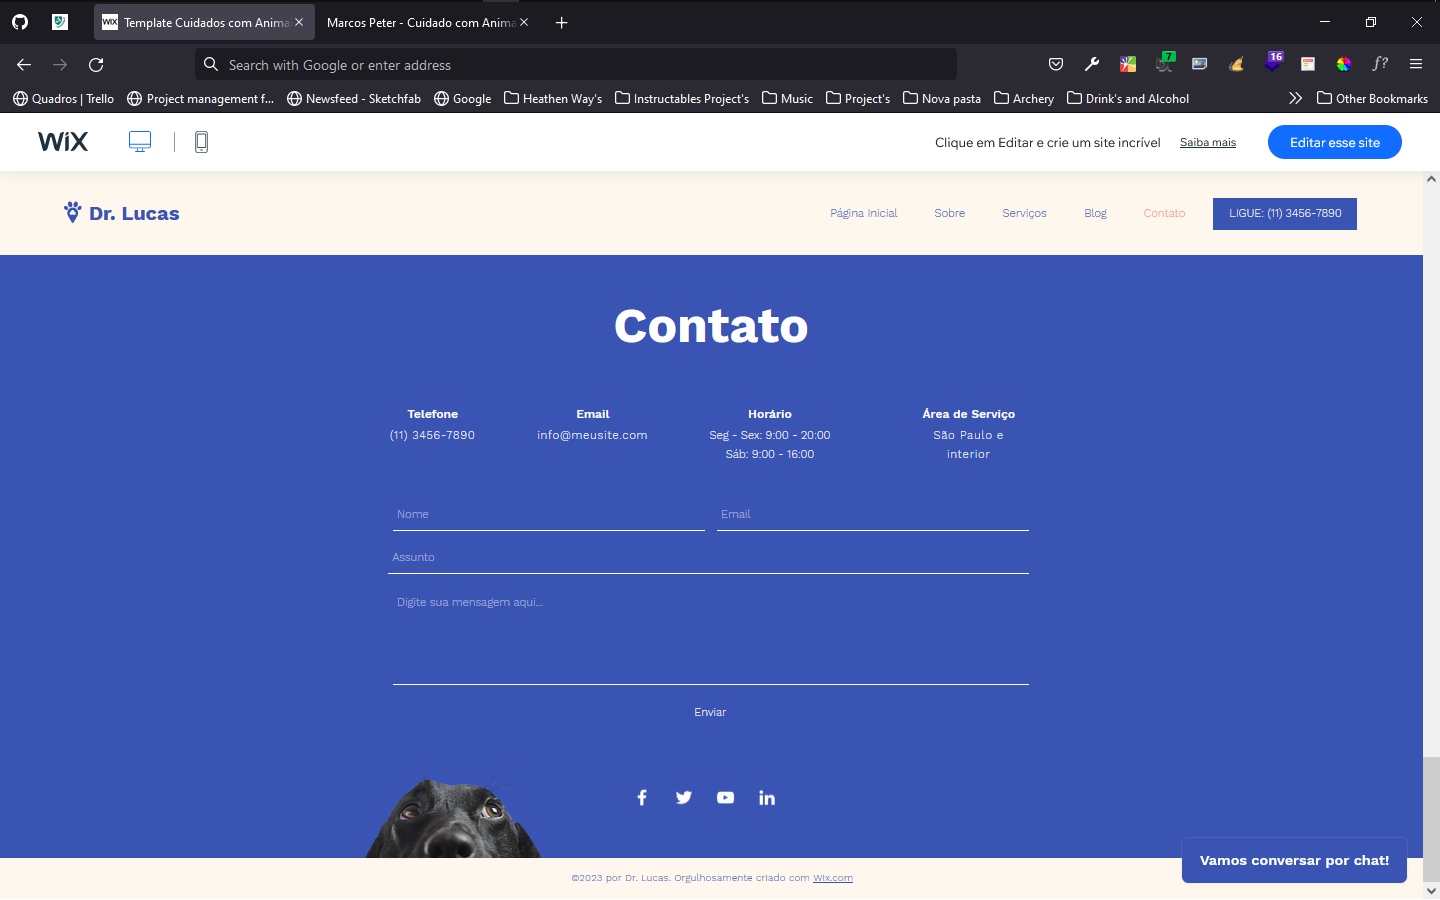 WiX Template Cuidados com Anima
Marcos Peter - Cuidado com Anima
Search with Google or enter address
7
16
f?
Quadros | Trello
Project management f...
Newsfeed - Sketchfab
Google
Heathen Way's
Instructables Project's
Music
Project's
Nova pasta
Archery
Drink's and Alcohol
Other Bookmarks
WiX
Clique em Editar e crie um site incrível
Saiba mais
Editar esse site
Dr. Lucas
Página Inicial
Sobre
Serviços
Blog
Contato
LIGUE: (11) 3456-7890
Contato
Telefone
(11) 3456-7890
Email
info@meusite.com
Horário
Seg - Sex: 9:00 - 20:00
Sáb: 9:00 - 16:00
Área de Serviço
São Paulo e
interior
Nome
Email
Assunto
Digite sua mensagem aqui...
Enviar
Vamos conversar por chat!
©2023 por Dr. Lucas. Orgulhosamente criado com Wix.com